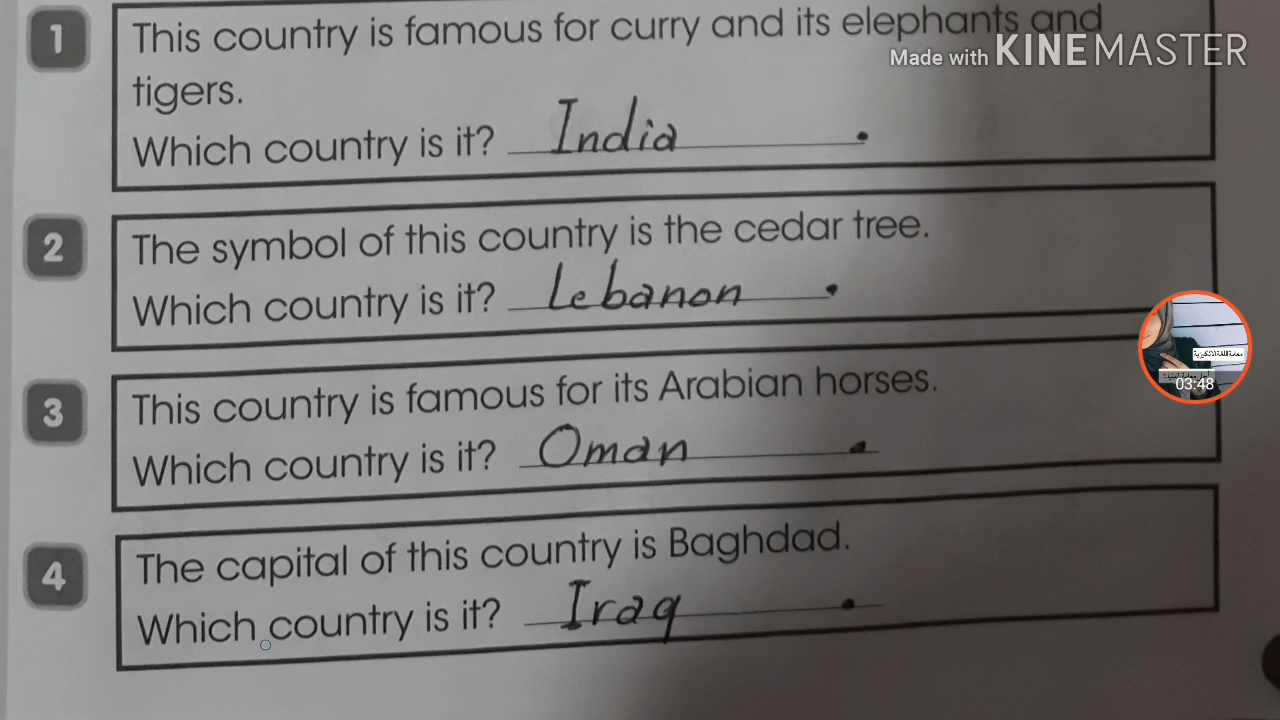 1
This country is famous for curry and its elephants and
Made with KINEMASTER
tigers.
Which country is it? India.
2
The symbol of this country is the cedar tree.
Which country is it? Lebanon.
3
This country is famous for its Arabian horses.
Which country is it? Oman.
4
The capital of this country is Baghdad.
Which country is it? Iraq.
معلمة اللغة الانكليزية
03:48